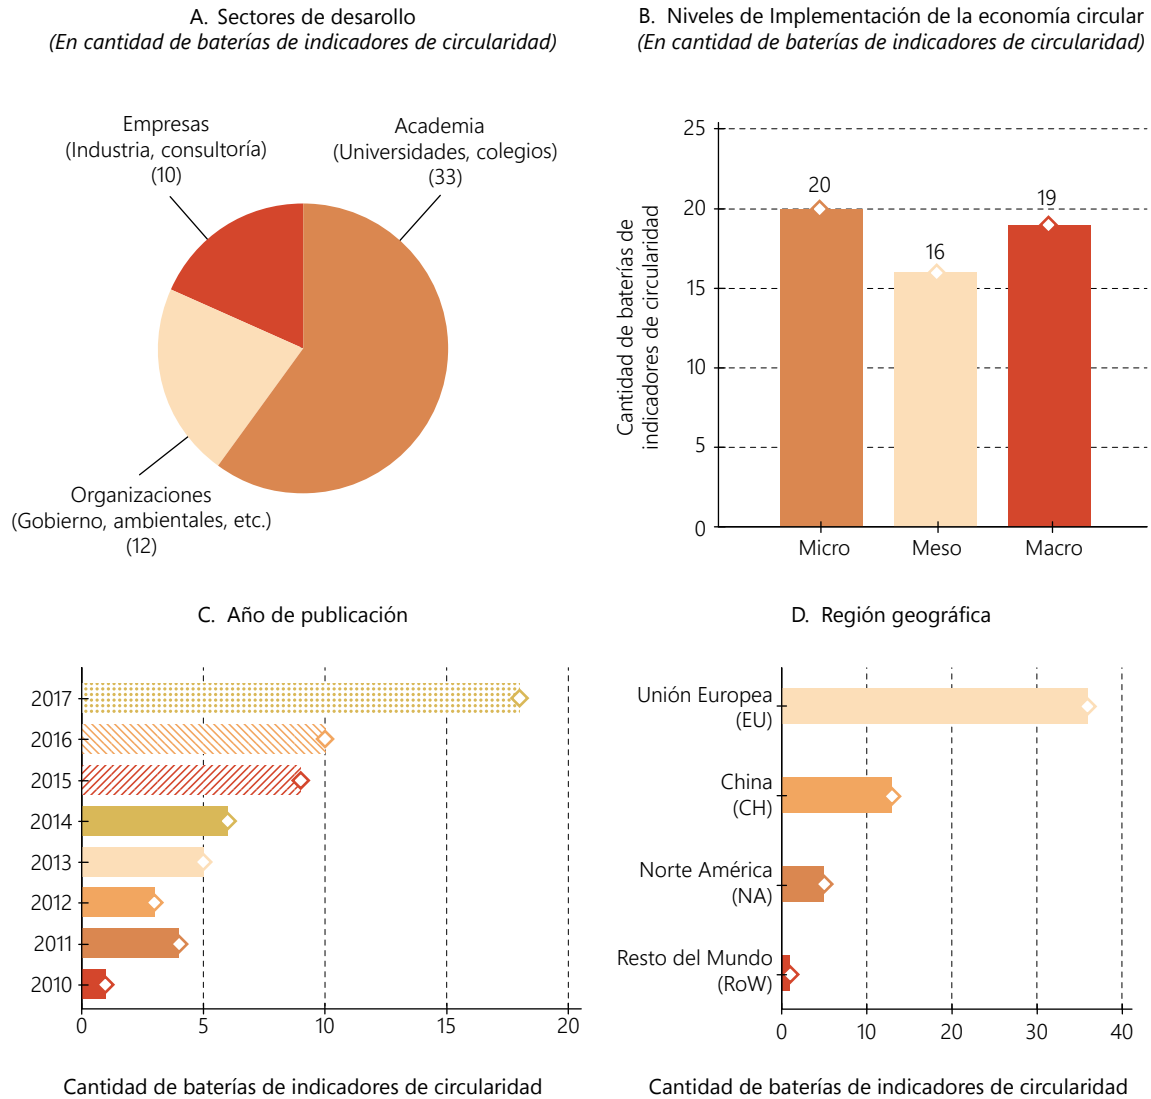 A. Sectores de desarollo
(En cantidad de baterías de indicadores de circularidad)
Empresas
(Industria, consultoría)
(10)
Academia
(Universidades, colegios)
(33)
Organizaciones
(Gobierno, ambientales, etc.)
(12)
B. Niveles de Implementación de la economía circular
(En cantidad de baterías de indicadores de circularidad)
Cantidad de baterías de
indicadores de circularidad
25
20
15
10
5
0
20
16
19
Micro
Meso
Macro
C. Año de publicación
2017
2016
2015
2014
2013
2012
2011
2010
0
5
10
15
20
Cantidad de baterías de indicadores de circularidad
D. Región geográfica
Unión Europea
(EU)
China
(CH)
Norte América
(NA)
Resto del Mundo
(RoW)
0
10
20
30
40
Cantidad de baterías de indicadores de circularidad